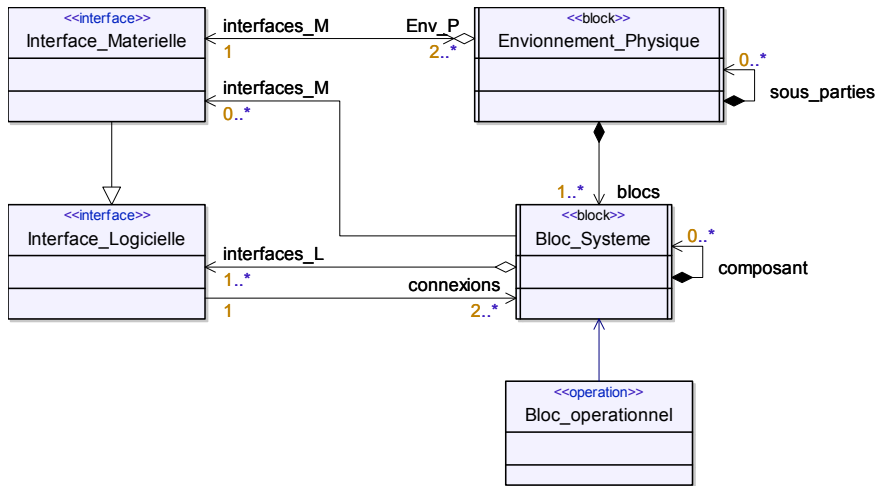 <<interface>>
Interface_Materielle
interfaces_M
Env_P
1
2..*
<<block>>
Envionnement_Physique
0..*
sous_parties
interfaces_M
0..*
1..*
blocs
<<interface>>
Interface_Logicielle
<<block>>
Bloc_Systeme
0..*
composant
interfaces_L
1..*
connexions
1
2..*
<<operation>>
Bloc_operationnel